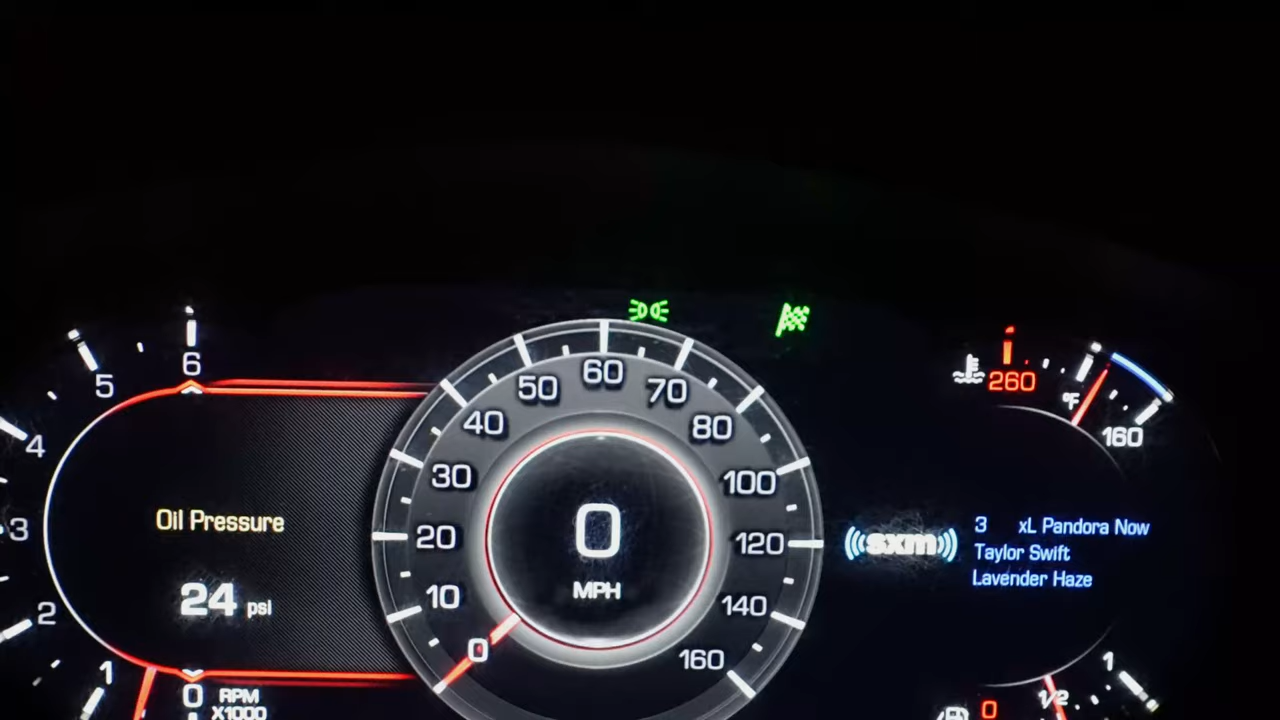 6
5
4
3
2
1
0
RPM
X1000
Oil Pressure
24 psi
0
10
20
30
40
50
60
70
80
100
120
140
160
0
MPH
260
°F
160
sxm
3 xL Pandora Now
Taylor Swift
Lavender Haze
1
1/2
0